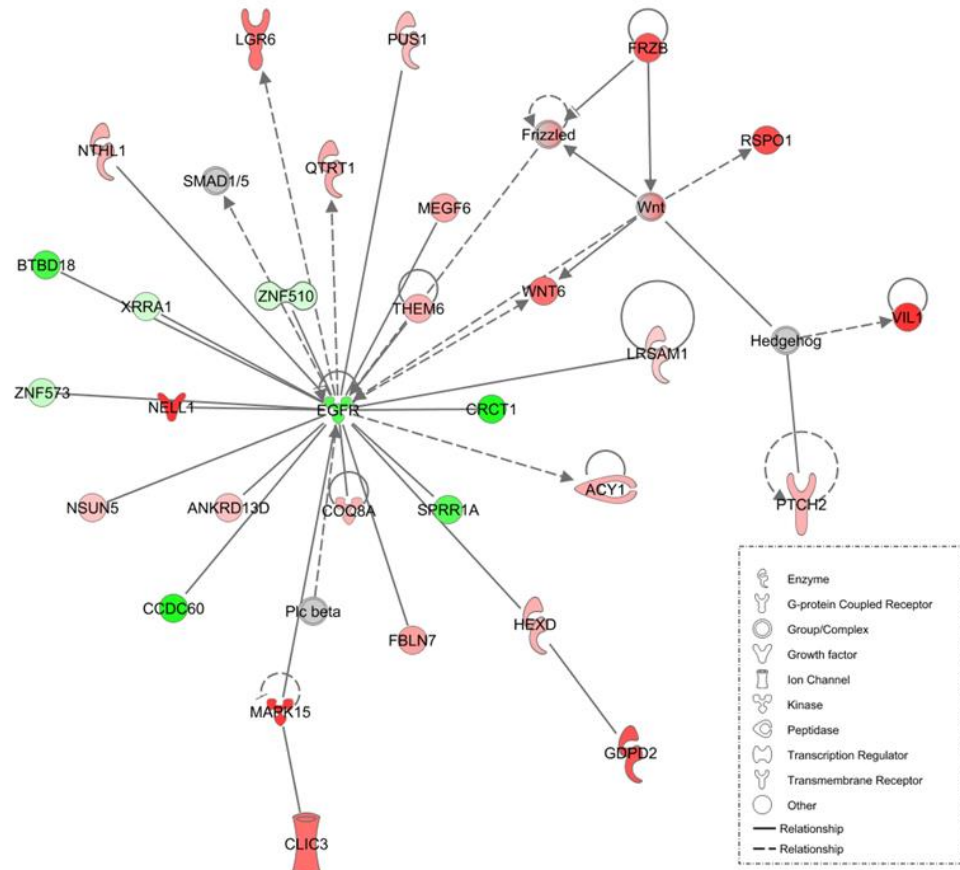 LGR6
PUS1
FRZB
NTHL1
SMAD1/5
QTRT1
Frizzled
RSPO1
MEGF6
Wnt
BTBD18
XRRA1
ZNF510
THEM6
WNT6
LRSAM1
Hedgehog
VIL1
ZNF573
NELL1
EGFR
CRCT1
NSUN5
ANKRD13D
COQ8A
SPRR1A
ACY1
PTCH2
CCDC60
Plc beta
FBLN7
HEXD
MAPK15
GDPD2
CLIC3
Enzyme
G-protein Coupled Receptor
Group/Complex
Growth factor
Ion Channel
Kinase
Peptidase
Transcription Regulator
Transmembrane Receptor
Other
Relationship
Relationship